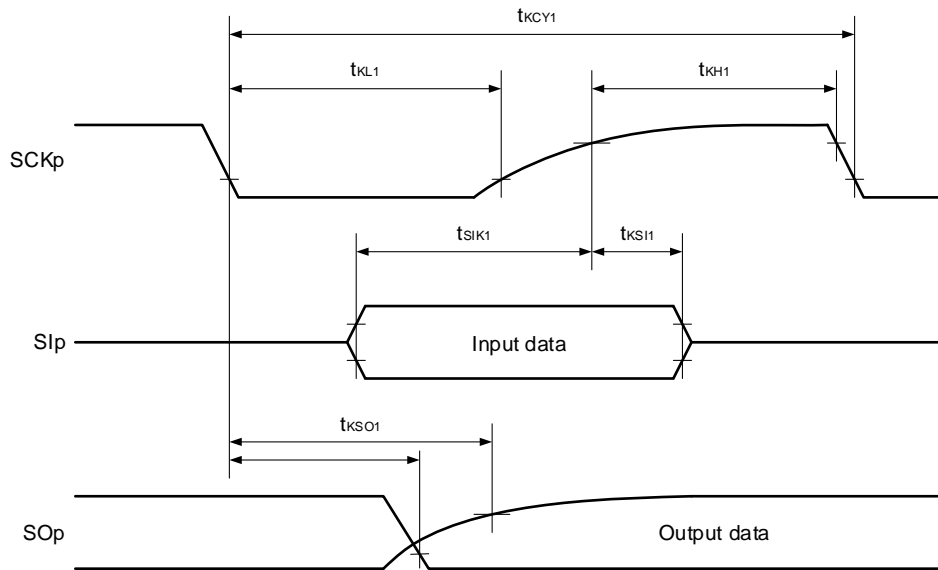 tKCY1
tKL1
tKH1
SCKp
tSIK1
tKSI1
SIp
Input data
tKSO1
SOp
Output data